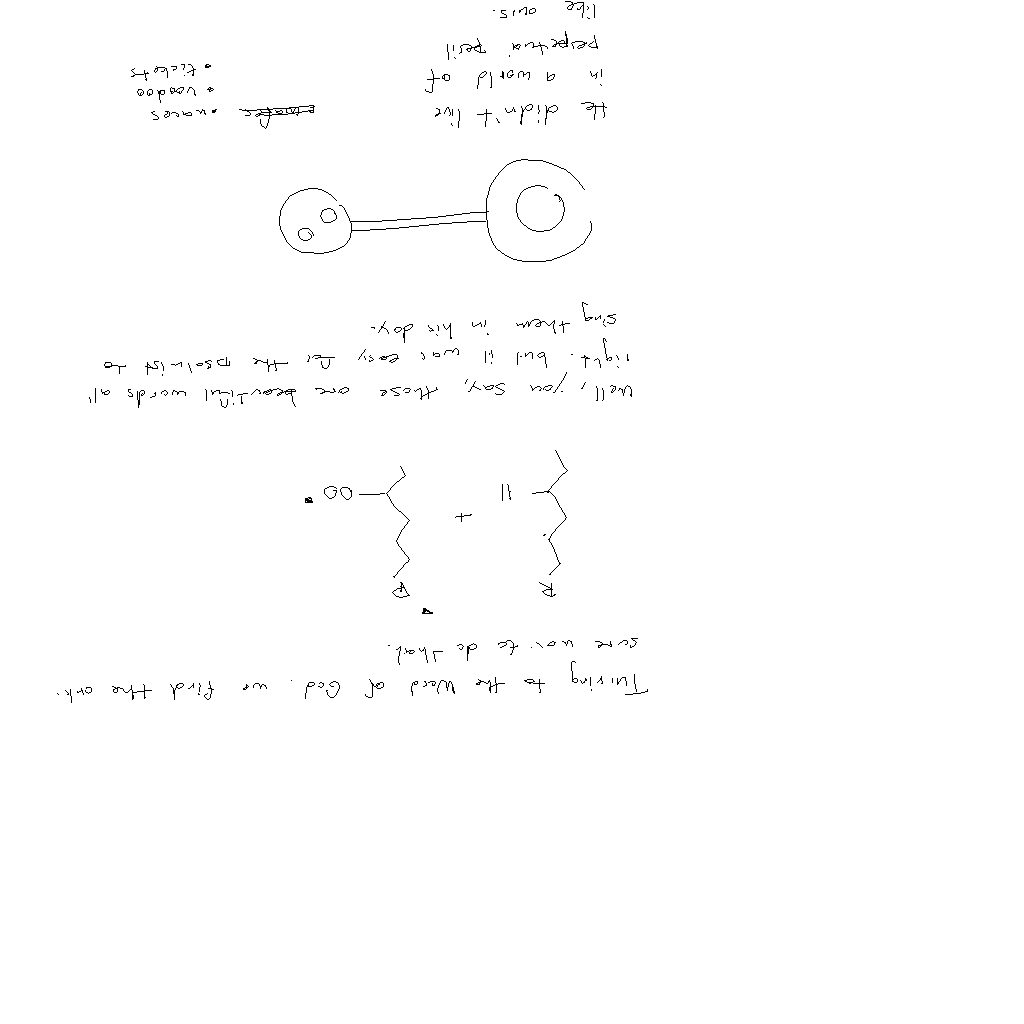 Turning to the Word of God, we find the only
sure way to do that.
R
R
H
+
OO
Well, you say, those are beautiful words all
right, but it was easy for the psalmist to
sing them in his day.
He didn't live
in a world of
perpetual peril
like ours.
voodoo
tickets